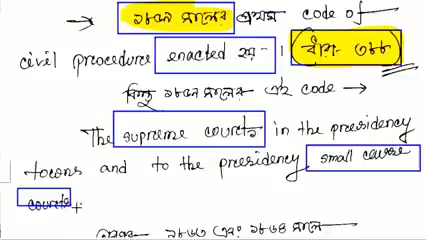 → ১৮৫৯ সালের প্রথম code of
civil procedure enacted হয়।
কিন্তু ১৮৫৯ সালের এই code →
The supreme courts in the presidency
towns and to the presidency small cause
courts
১৮৬৩ এবং ১৮৬৪ সালে